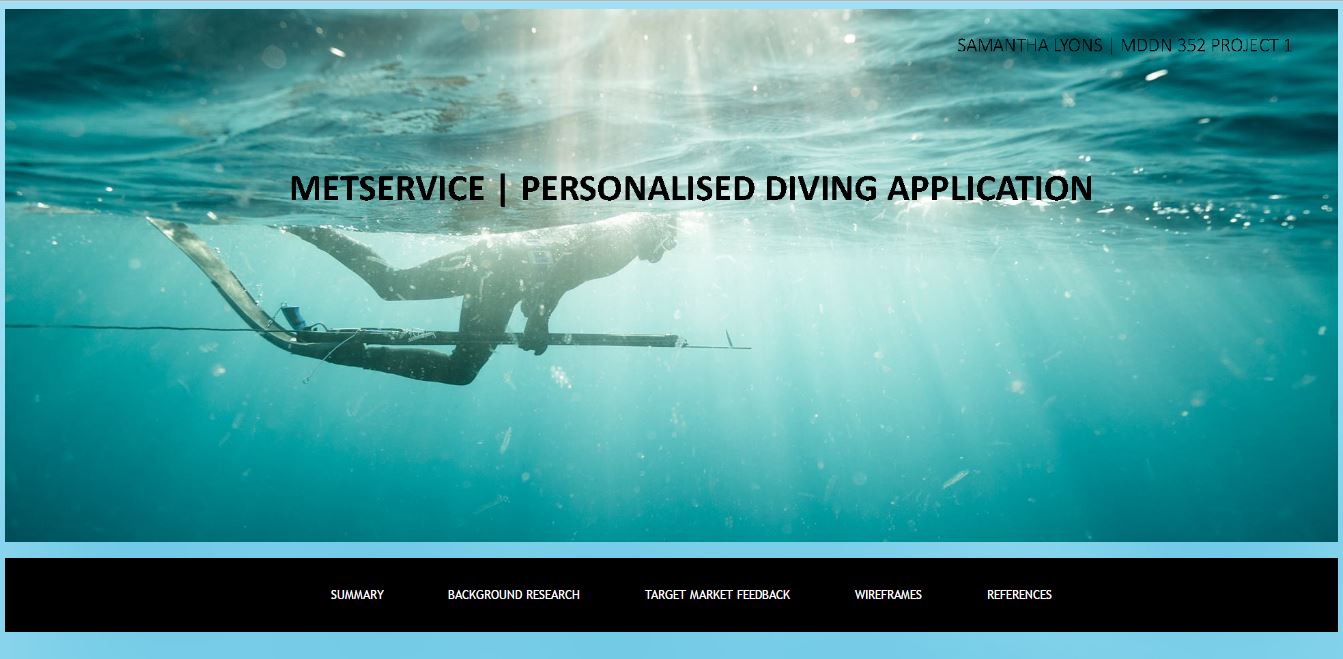 SAMANTHA LYONS | MDDN 352 PROJECT 1
METSERVICE | PERSONALISED DIVING APPLICATION
SUMMARY BACKGROUND RESEARCH TARGET MARKET FEEDBACK WIREFRAMES REFERENCES